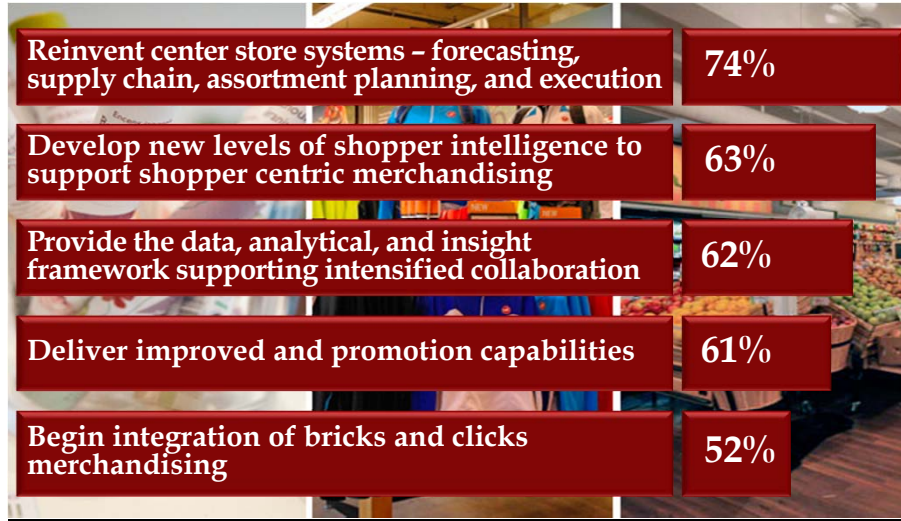 Reinvent center store systems – forecasting,
supply chain, assortment planning, and execution
74%
Develop new levels of shopper intelligence to
support shopper centric merchandising
63%
Provide the data, analytical, and insight
framework supporting intensified collaboration
62%
Deliver improved and promotion capabilities
61%
Begin integration of bricks and clicks
merchandising
52%
NEW
NEW